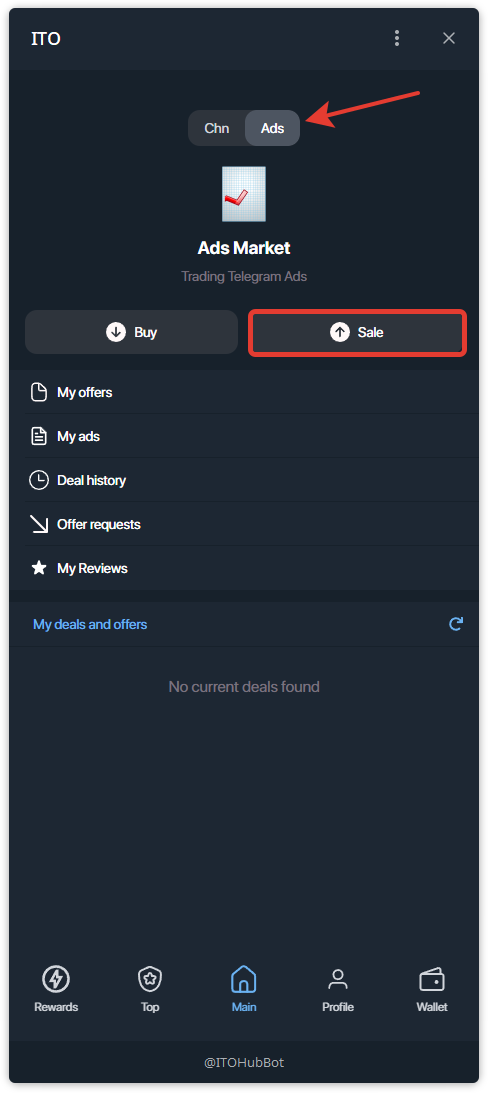 ITO
Chn Ads
Ads Market
Trading Telegram Ads
Buy Sale
My offers
My ads
Deal history
Offer requests
My Reviews
My deals and offers
No current deals found
Rewards Top Main Profile Wallet
@ITOHubBot